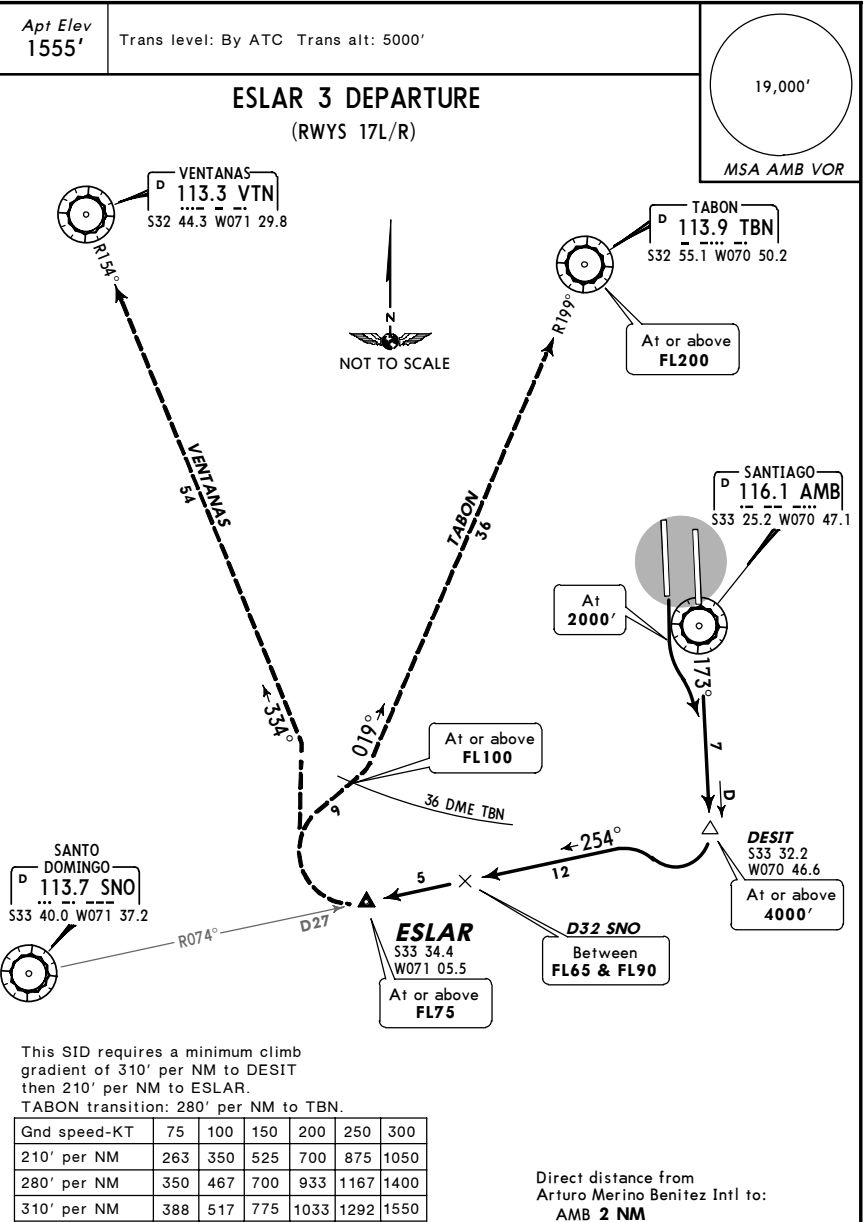 Apt Elev
1555'
Trans level: By ATC Trans alt: 5000'
19,000'
MSA AMB VOR
ESLAR 3 DEPARTURE
(RWYS 17L/R)
VENTANAS
D 113.3 VTN
S32 44.3 W071 29.8
R154°
TABON
D 113.9 TBN
S32 55.1 W070 50.2
R199°
At or above
FL200
N
NOT TO SCALE
VENTANAS
54
TABON
36
SANTIAGO
D 116.1 AMB
S33 25.2 W070 47.1
At
2000'
173°
7
D
334°
019°
At or above
FL100
36 DME TBN
9
DESIT
S33 32.2
W070 46.6
At or above
4000'
254°
12
5
D32 SNO
Between
FL65 & FL90
SANTO
DOMINGO
D 113.7 SNO
S33 40.0 W071 37.2
R074°
D27
ESLAR
S33 34.4
W071 05.5
At or above
FL75
This SID requires a minimum climb
gradient of 310' per NM to DESIT
then 210' per NM to ESLAR.
TABON transition: 280' per NM to TBN.
Gnd speed-KT 75 100 150 200 250 300
210' per NM 263 350 525 700 875 1050
280' per NM 350 467 700 933 1167 1400
310' per NM 388 517 775 1033 1292 1550
Direct distance from
Arturo Merino Benitez Intl to:
AMB 2 NM